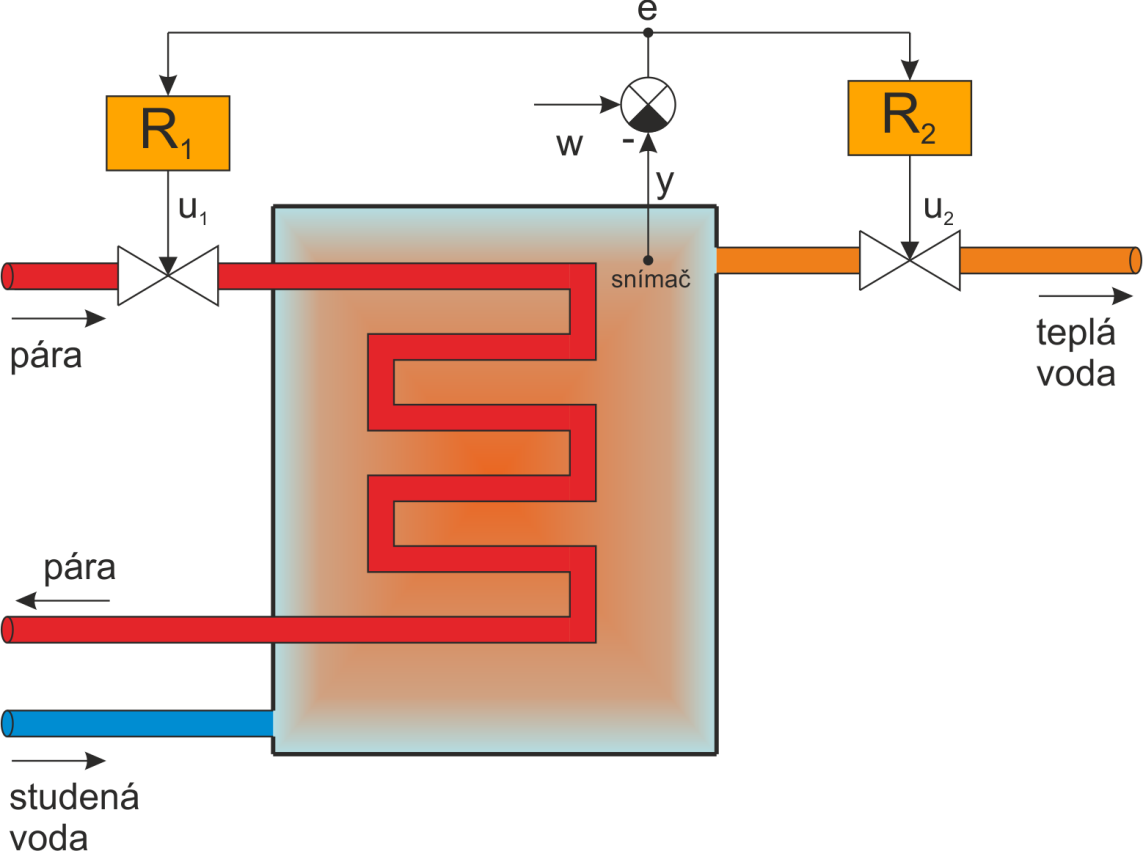 e
R1
R2
w
-
y
u1
u2
snímač
pára
teplá
voda
pára
studená
voda